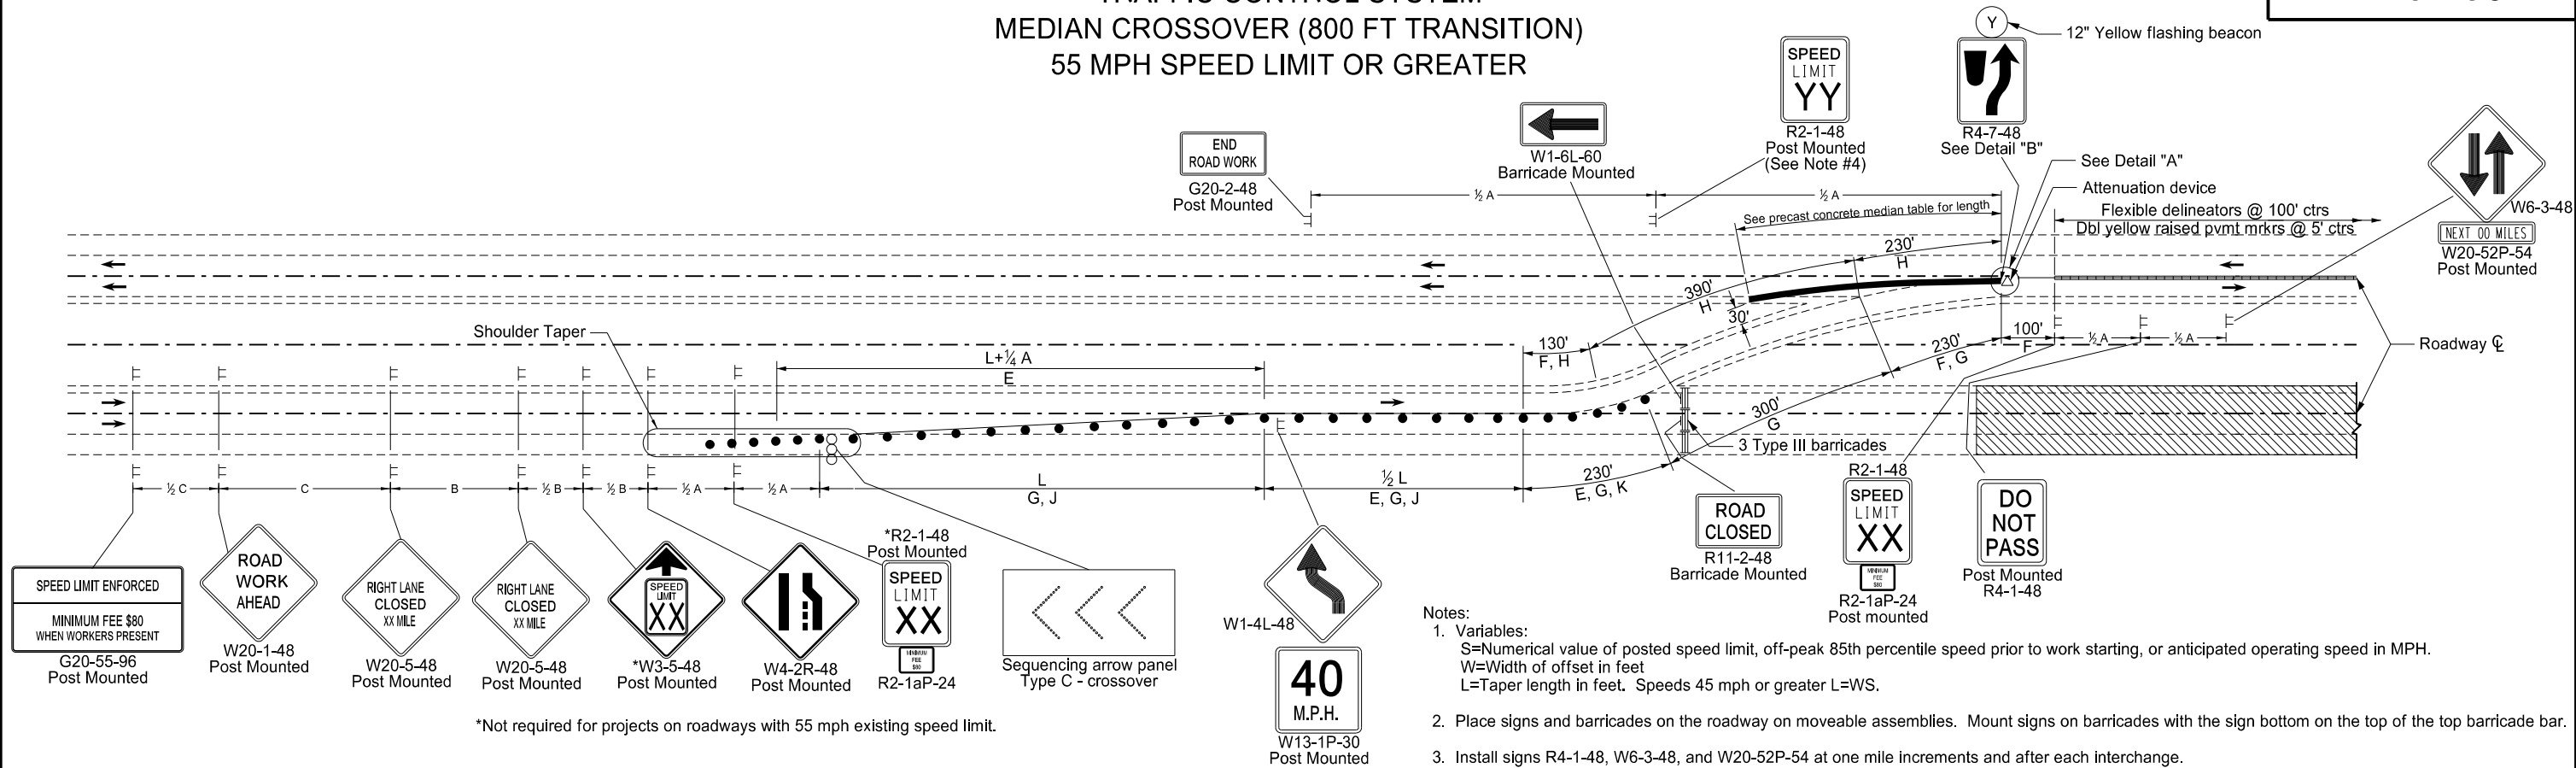 MEDIAN CROSSOVER (800 FT TRANSITION)
55 MPH SPEED LIMIT OR GREATER
Y
12" Yellow flashing beacon
SPEED
LIMIT
YY
R2-1-48
Post Mounted
(See Note #4)
R4-7-48
See Detail "B"
W1-6L-60
Barricade Mounted
END
ROAD WORK
G20-2-48
Post Mounted
See Detail "A"
Attenuation device
Flexible delineators @ 100' ctrs
Dbl yellow raised pvmt mrkrs @ 5' ctrs
W6-3-48
NEXT 00 MILES
W20-52P-54
Post Mounted
½ A
½ A
See precast concrete median table for length
230'
H
390'
H
30'
130'
F, H
230'
F, G
100'
F
½ A
½ A
Roadway ℄
Shoulder Taper
L+¼ A
E
300'
G
3 Type III barricades
½ C
C
B
½ B
½ B
½ A
½ A
L
G, J
½ L
E, G, J
230'
E, G, K
SPEED LIMIT ENFORCED
MINIMUM FEE $80
WHEN WORKERS PRESENT
G20-55-96
Post Mounted
ROAD
WORK
AHEAD
W20-1-48
Post Mounted
RIGHT LANE
CLOSED
XX MILE
W20-5-48
Post Mounted
RIGHT LANE
CLOSED
XX MILE
W20-5-48
Post Mounted
SPEED
LIMIT
XX
*W3-5-48
Post Mounted
W4-2R-48
Post Mounted
*R2-1-48
Post Mounted
SPEED
LIMIT
XX
MINIMUM
FEE
$80
R2-1aP-24
Sequencing arrow panel
Type C - crossover
W1-4L-48
40
M.P.H.
W13-1P-30
Post Mounted
ROAD
CLOSED
R11-2-48
Barricade Mounted
R2-1-48
SPEED
LIMIT
XX
MINIMUM
FEE
$80
R2-1aP-24
Post mounted
DO
NOT
PASS
Post Mounted
R4-1-48
*Not required for projects on roadways with 55 mph existing speed limit.
Notes:
1. Variables:
S=Numerical value of posted speed limit, off-peak 85th percentile speed prior to work starting, or anticipated operating speed in MPH.
W=Width of offset in feet
L=Taper length in feet. Speeds 45 mph or greater L=WS.
2. Place signs and barricades on the roadway on moveable assemblies. Mount signs on barricades with the sign bottom on the top of the top barricade bar.
3. Install signs R4-1-48, W6-3-48, and W20-52P-54 at one mile increments and after each interchange.